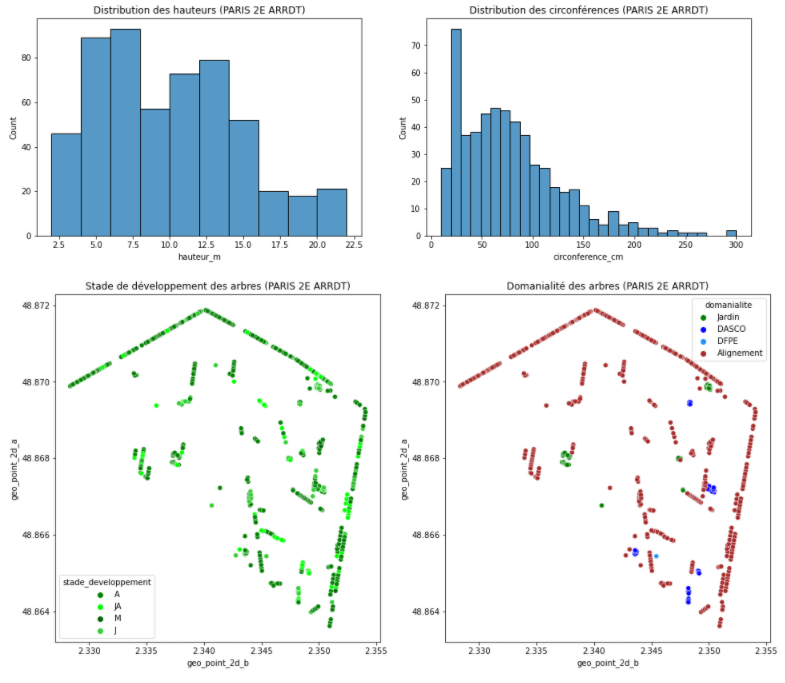 Distribution des hauteurs (PARIS 2E ARRDT)
80
60
40
20
0
Count
2.5 5.0 7.5 10.0 12.5 15.0 17.5 20.0 22.5
hauteur_m
Distribution des circonférences (PARIS 2E ARRDT)
70
60
50
40
30
20
10
0
Count
0 50 100 150 200 250 300
circonference_cm
Stade de développement des arbres (PARIS 2E ARRDT)
48.872
48.870
48.868
48.866
48.864
geo_point_2d_a
stade_developpement
A
JA
M
J
2.330 2.335 2.340 2.345 2.350 2.355
geo_point_2d_b
Domanialité des arbres (PARIS 2E ARRDT)
domanialite
Jardin
DASCO
DFPE
Alignement
48.872
48.870
48.868
48.866
48.864
geo_point_2d_a
2.330 2.335 2.340 2.345 2.350 2.355
geo_point_2d_b